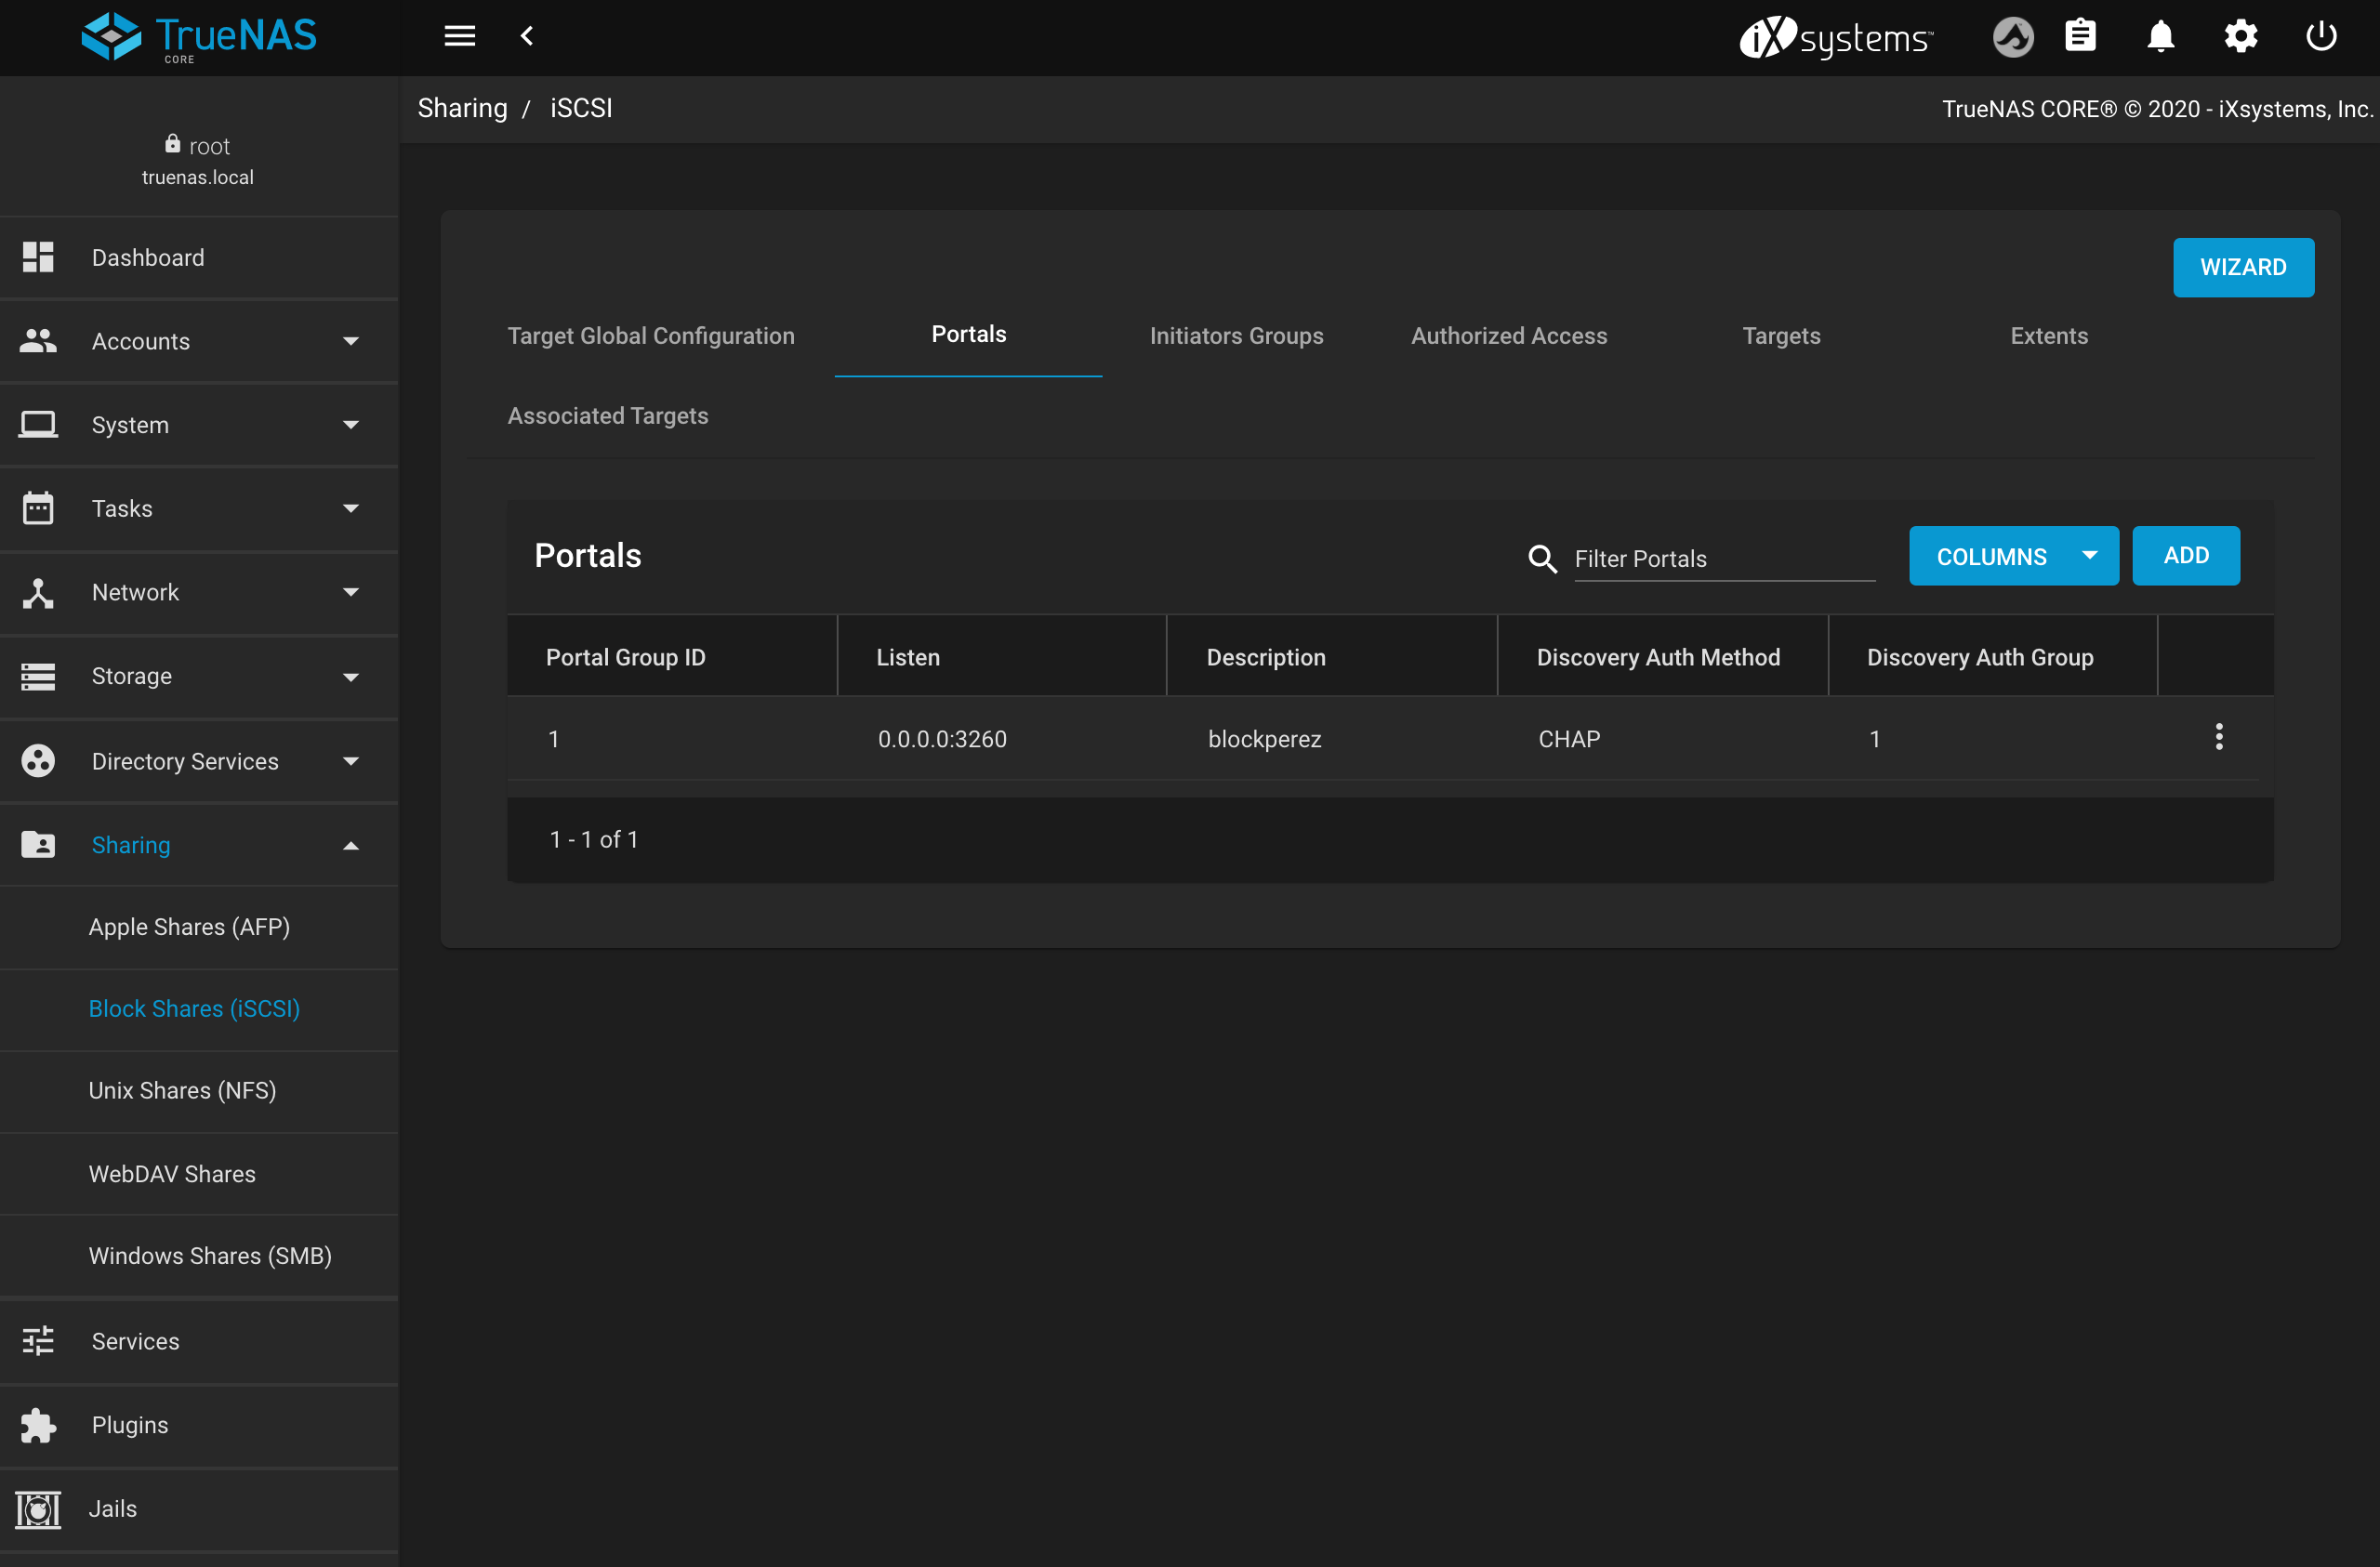 TrueNAS
CORE
iXsystems™
root
truenas.local
Sharing / iSCSI
TrueNAS CORE® © 2020 - iXsystems, Inc.
Dashboard
Accounts
System
Tasks
Network
Storage
Directory Services
Sharing
Apple Shares (AFP)
Block Shares (iSCSI)
Unix Shares (NFS)
WebDAV Shares
Windows Shares (SMB)
Services
Plugins
Jails
WIZARD
Target Global Configuration Portals Initiators Groups Authorized Access Targets Extents
Associated Targets
Portals
Filter Portals
COLUMNS
ADD
Portal Group ID Listen Description Discovery Auth Method Discovery Auth Group
1 0.0.0.0:3260 blockperez CHAP 1
1 - 1 of 1